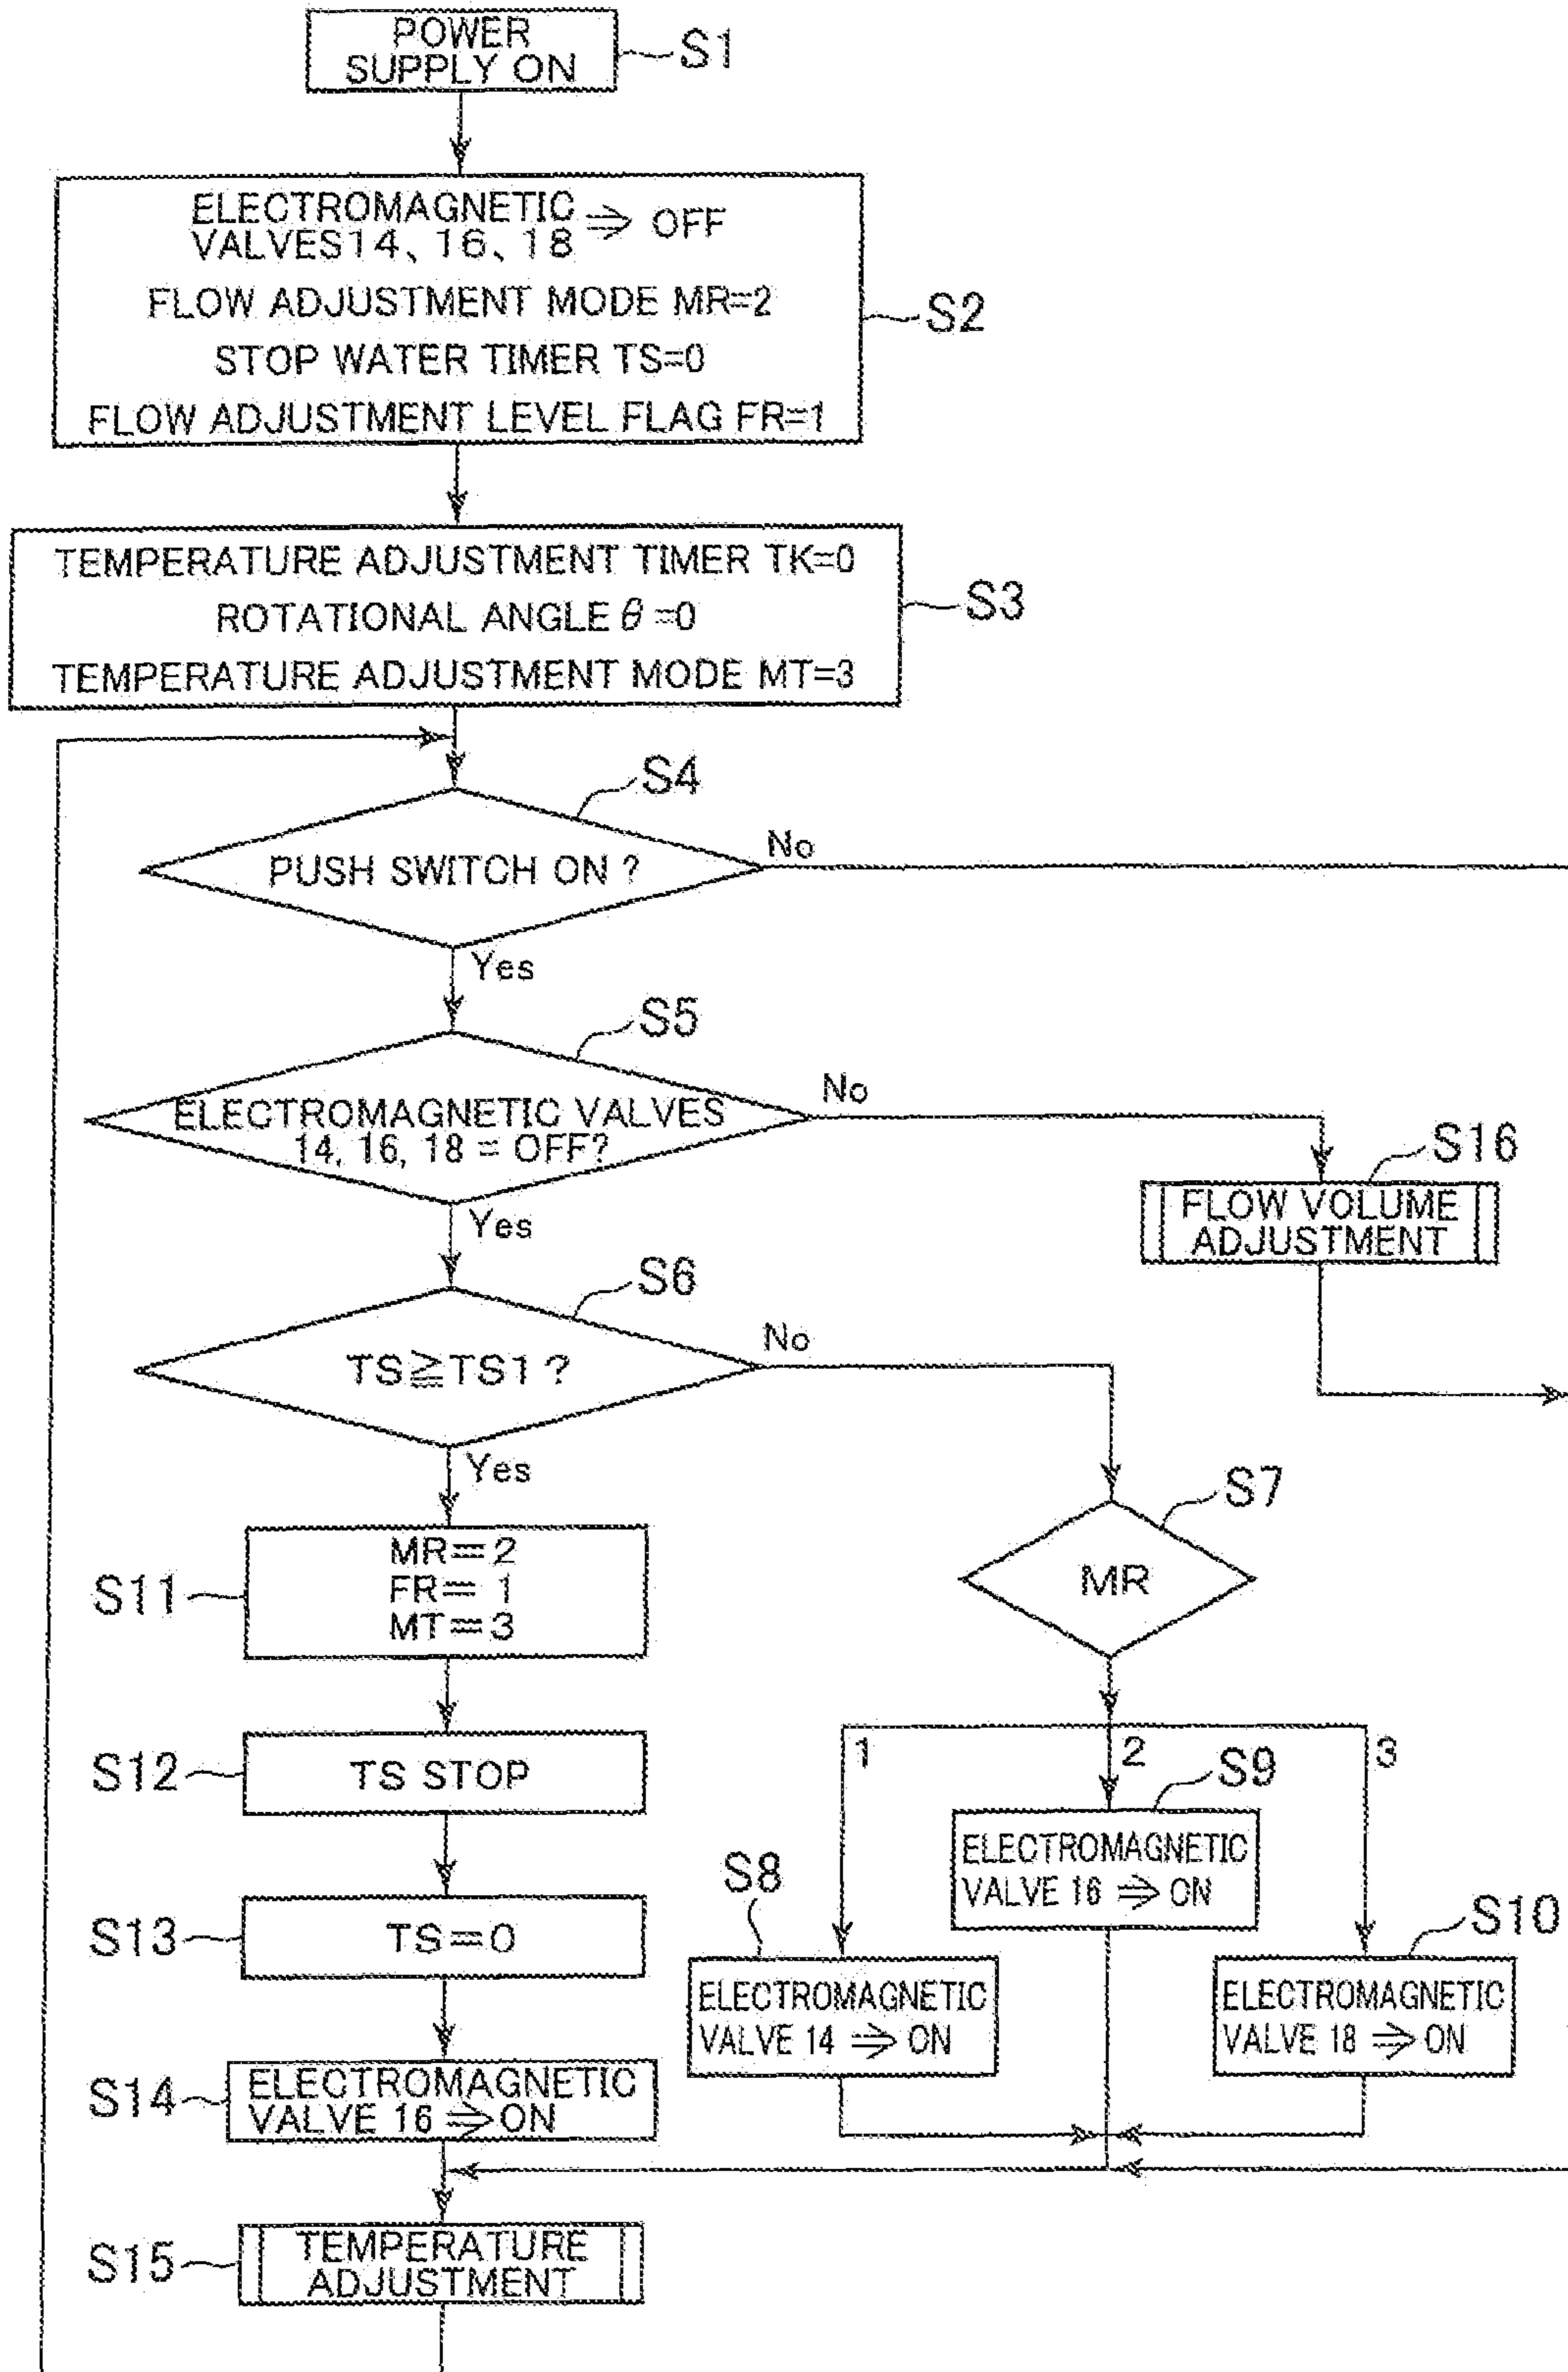 POWER
SUPPLY ON
S1
ELECTROMAGNETIC
VALVES14、16、18 ⇒ OFF
FLOW ADJUSTMENT MODE MR=2
STOP WATER TIMER TS=0
FLOW ADJUSTMENT LEVEL FLAG FR=1
S2
TEMPERATURE ADJUSTMENT TIMER TK=0
ROTATIONAL ANGLE θ=0
TEMPERATURE ADJUSTMENT MODE MT=3
S3
S4
PUSH SWITCH ON ?
No
Yes
S5
ELECTROMAGNETIC VALVES
14, 16, 18 = OFF?
No
Yes
S16
FLOW VOLUME
ADJUSTMENT
S6
TS≧TS1 ?
No
Yes
S7
MR
S11
MR=2
FR=1
MT=3
1
2
3
S12
TS STOP
S9
ELECTROMAGNETIC
VALVE 16 ⇒ ON
S8
ELECTROMAGNETIC
VALVE 14 ⇒ ON
S10
ELECTROMAGNETIC
VALVE 18 ⇒ ON
S13
TS=0
S14
ELECTROMAGNETIC
VALVE 16 ⇒ ON
S15
TEMPERATURE
ADJUSTMENT